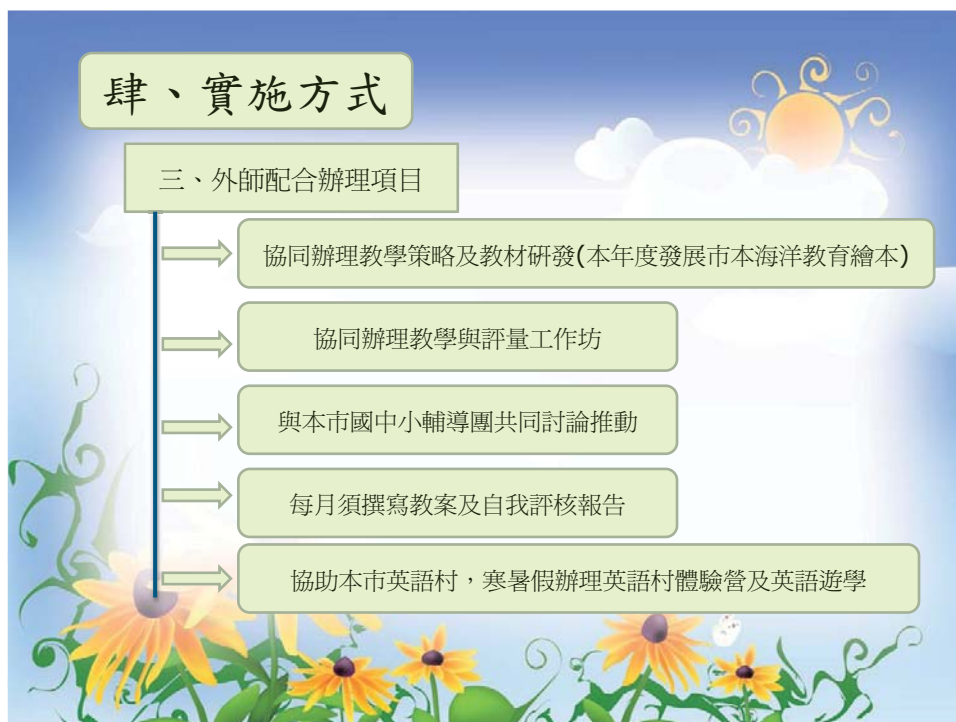 肆、實施方式
三、外師配合辦理項目
協同辦理教學策略及教材研發(本年度發展市本海洋教育繪本)
協同辦理教學與評量工作坊
與本市國中小輔導團共同討論推動
每月須撰寫教案及自我評核報告
協助本市英語村，寒暑假辦理英語村體驗營及英語遊學